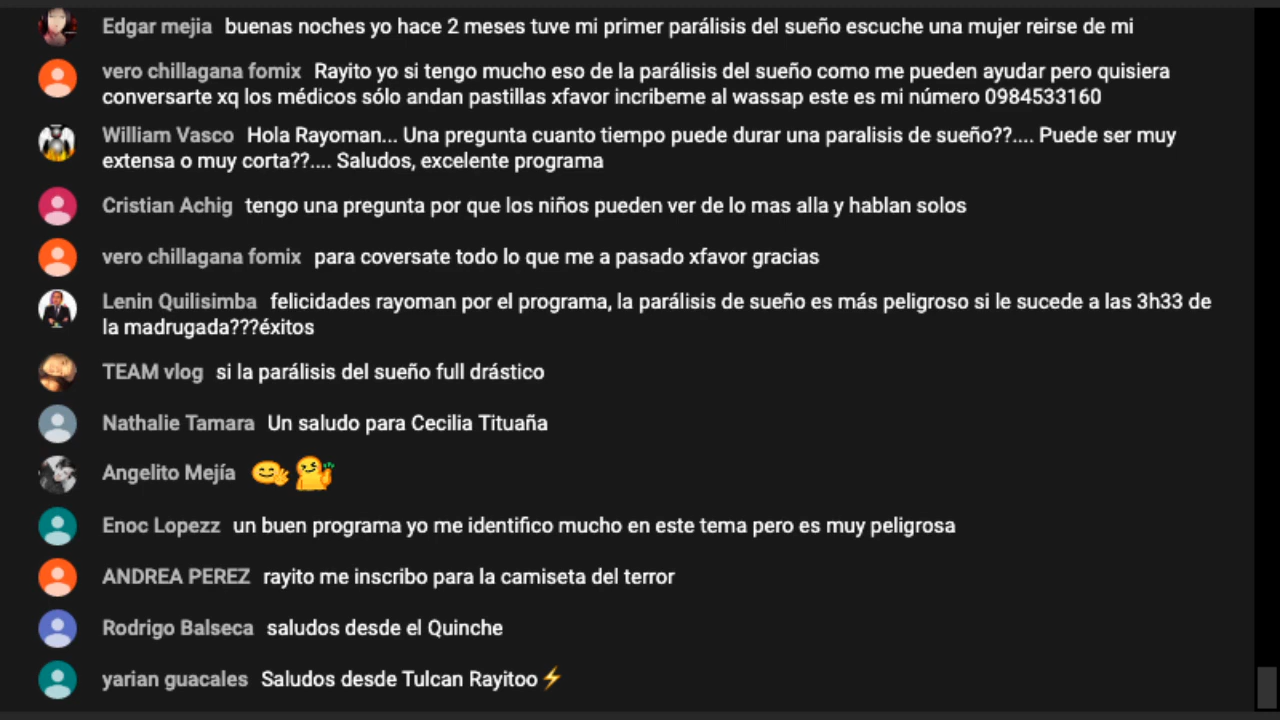 Edgar mejia buenas noches yo hace 2 meses tuve mi primer parálisis del sueño escuche una mujer reirse de mi
vero chillagana fomix Rayito yo si tengo mucho eso de la parálisis del sueño como me pueden ayudar pero quisiera
conversarte xq los médicos sólo andan pastillas xfavor incribeme al wassap este es mi número 0984533160
William Vasco Hola Rayoman... Una pregunta cuanto tiempo puede durar una paralisis de sueño??.... Puede ser muy
extensa o muy corta??.... Saludos, excelente programa
Cristian Achig tengo una pregunta por que los niños pueden ver de lo mas alla y hablan solos
vero chillagana fomix para coversate todo lo que me a pasado xfavor gracias
Lenin Quilisimba felicidades rayoman por el programa, la parálisis de sueño es más peligroso si le sucede a las 3h33 de
la madrugada???éxitos
TEAM vlog si la parálisis del sueño full drástico
Nathalie Tamara Un saludo para Cecilia Tituaña
Angelito Mejía
Enoc Lopezz un buen programa yo me identifico mucho en este tema pero es muy peligrosa
ANDREA PEREZ rayito me inscribo para la camiseta del terror
Rodrigo Balseca saludos desde el Quinche
yarian guacales Saludos desde Tulcan Rayitoo⚡